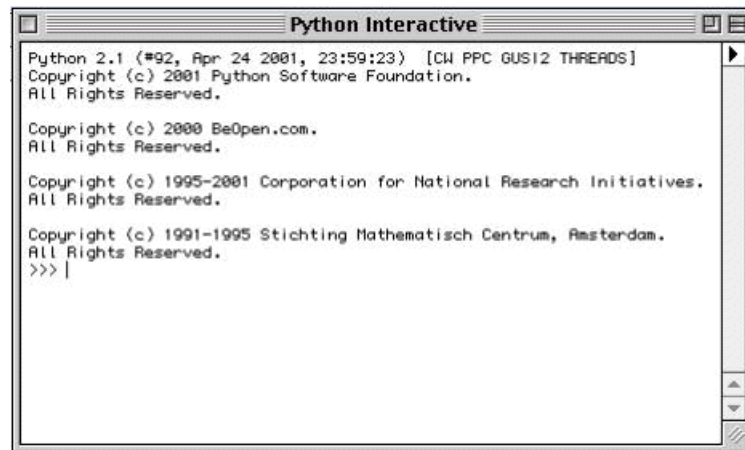 Python Interactive
Python 2.1 (#92, Apr 24 2001, 23:59:23)  [CW PPC GUSI2 THREADS]
Copyright (c) 2001 Python Software Foundation.
All Rights Reserved.
Copyright (c) 2000 BeOpen.com.
All Rights Reserved.
Copyright (c) 1995-2001 Corporation for National Research Initiatives.
All Rights Reserved.
Copyright (c) 1991-1995 Stichting Mathematisch Centrum, Amsterdam.
All Rights Reserved.
>>>